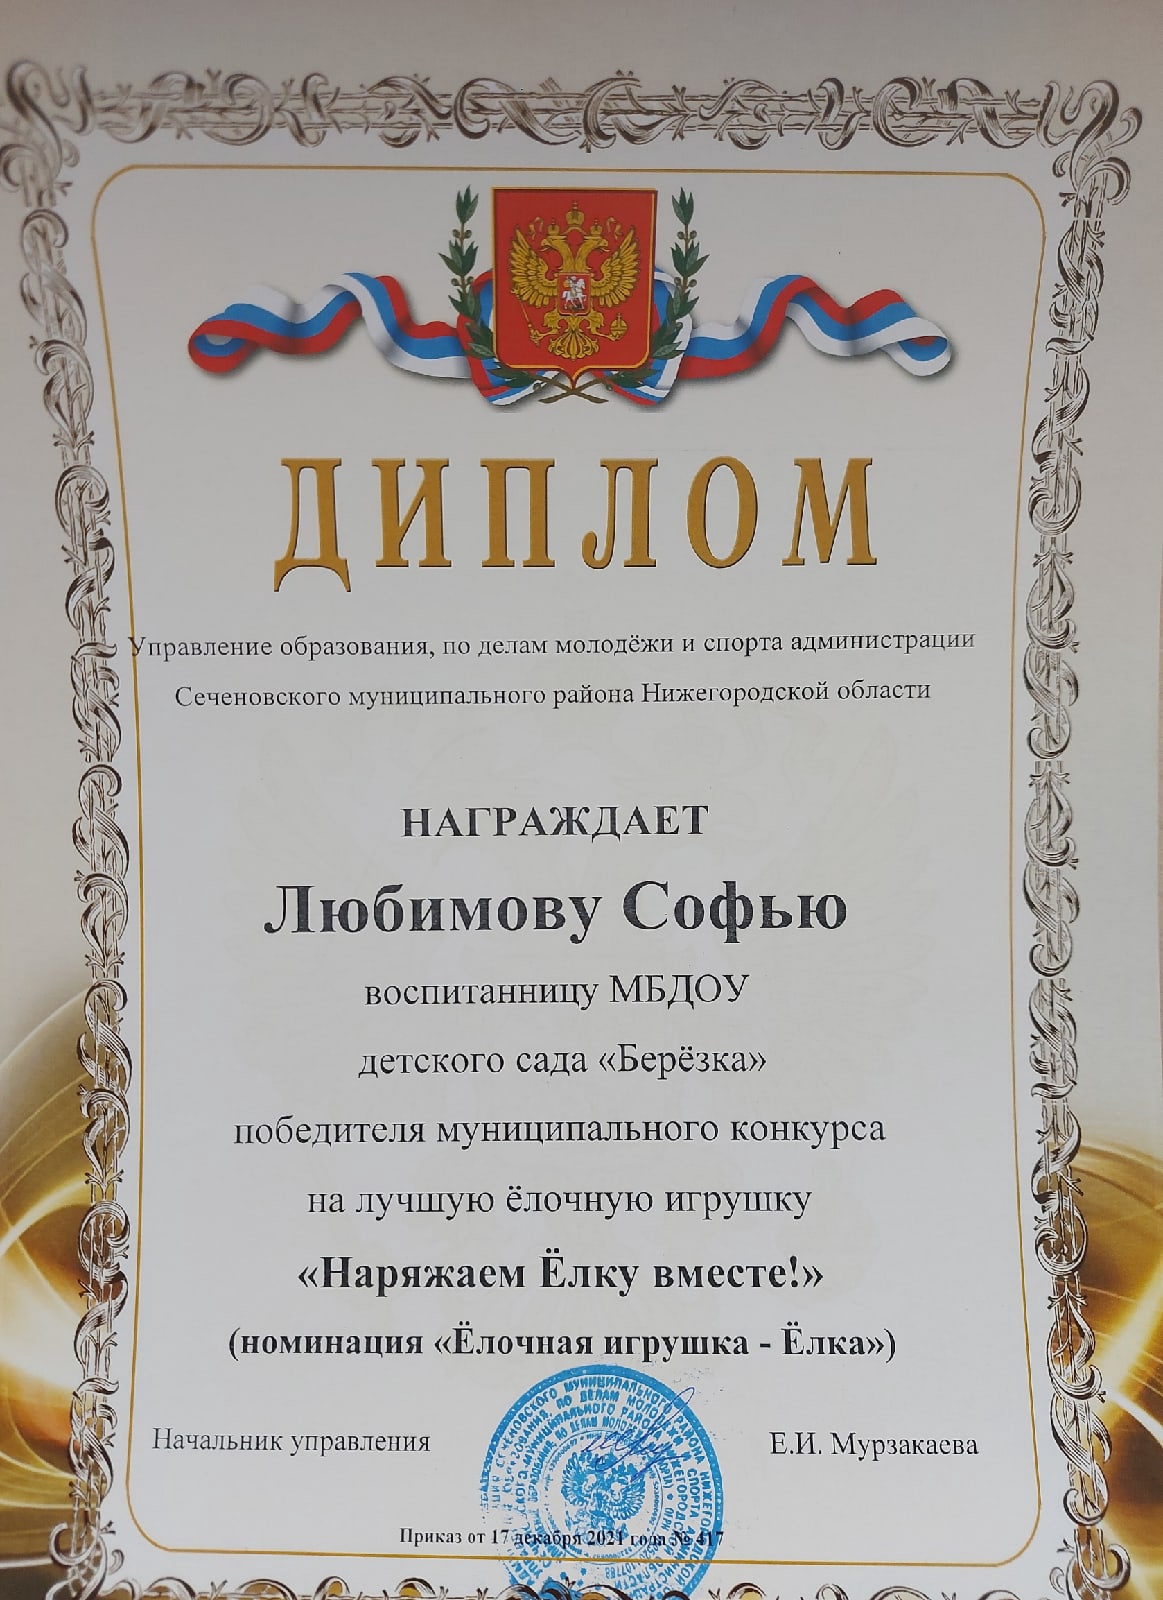 ДИПЛОМ
Управление образования, по делам молодёжи и спорта администрации
Сеченовского муниципального района Нижегородской области
НАГРАЖДАЕТ
Любимову Софью
воспитанницу МБДОУ
детского сада «Берёзка»
победителя муниципального конкурса
на лучшую ёлочную игрушку
«Наряжаем Ёлку вместе!»
(номинация «Ёлочная игрушка - Ёлка»)
Начальник управления
Е.И. Мурзакаева
Приказ от 17 декабря 2021 года № 417